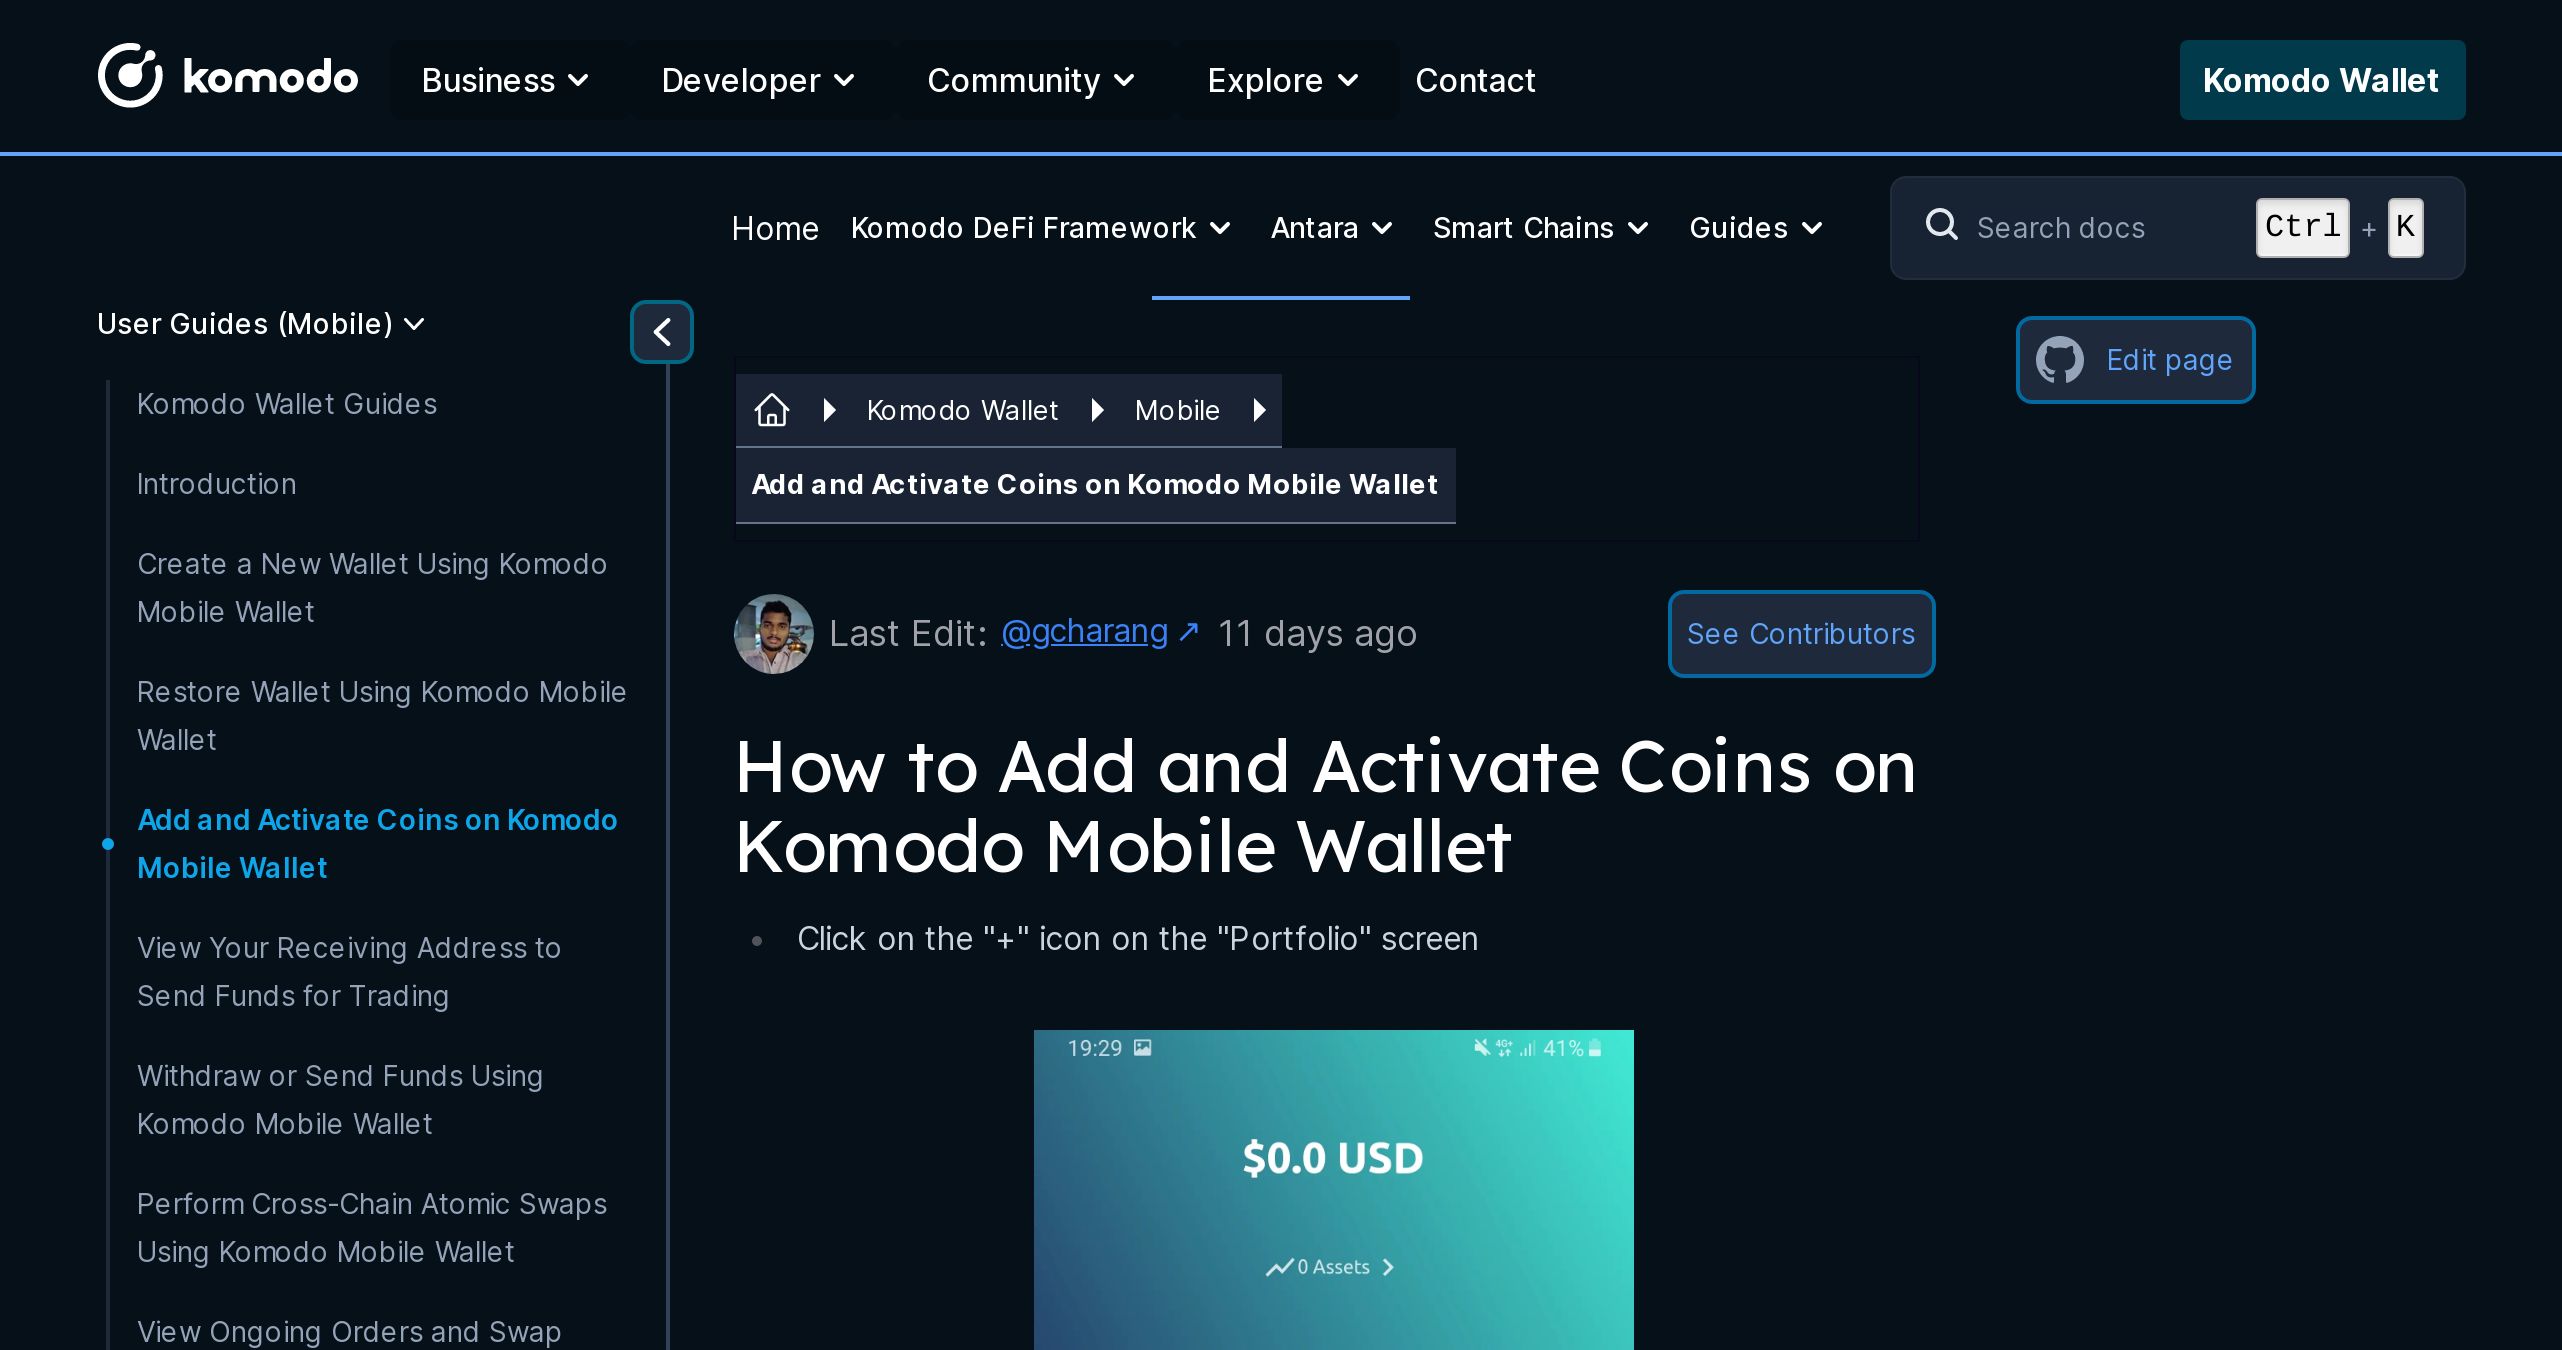 komodo
Business
Developer
Community
Explore
Contact
Komodo Wallet
Home
Komodo DeFi Framework
Antara
Smart Chains
Guides
Search docs
Ctrl + K
User Guides (Mobile)
Komodo Wallet Guides
Introduction
Create a New Wallet Using Komodo
Mobile Wallet
Restore Wallet Using Komodo Mobile
Wallet
Add and Activate Coins on Komodo
Mobile Wallet
View Your Receiving Address to
Send Funds for Trading
Withdraw or Send Funds Using
Komodo Mobile Wallet
Perform Cross-Chain Atomic Swaps
Using Komodo Mobile Wallet
View Ongoing Orders and Swap
Komodo Wallet
Mobile
Add and Activate Coins on Komodo Mobile Wallet
Edit page
Last Edit: @gcharang ↗ 11 days ago
See Contributors
How to Add and Activate Coins on
Komodo Mobile Wallet
Click on the "+" icon on the "Portfolio" screen
19:29
4G+
41%
$0.0 USD
0 Assets